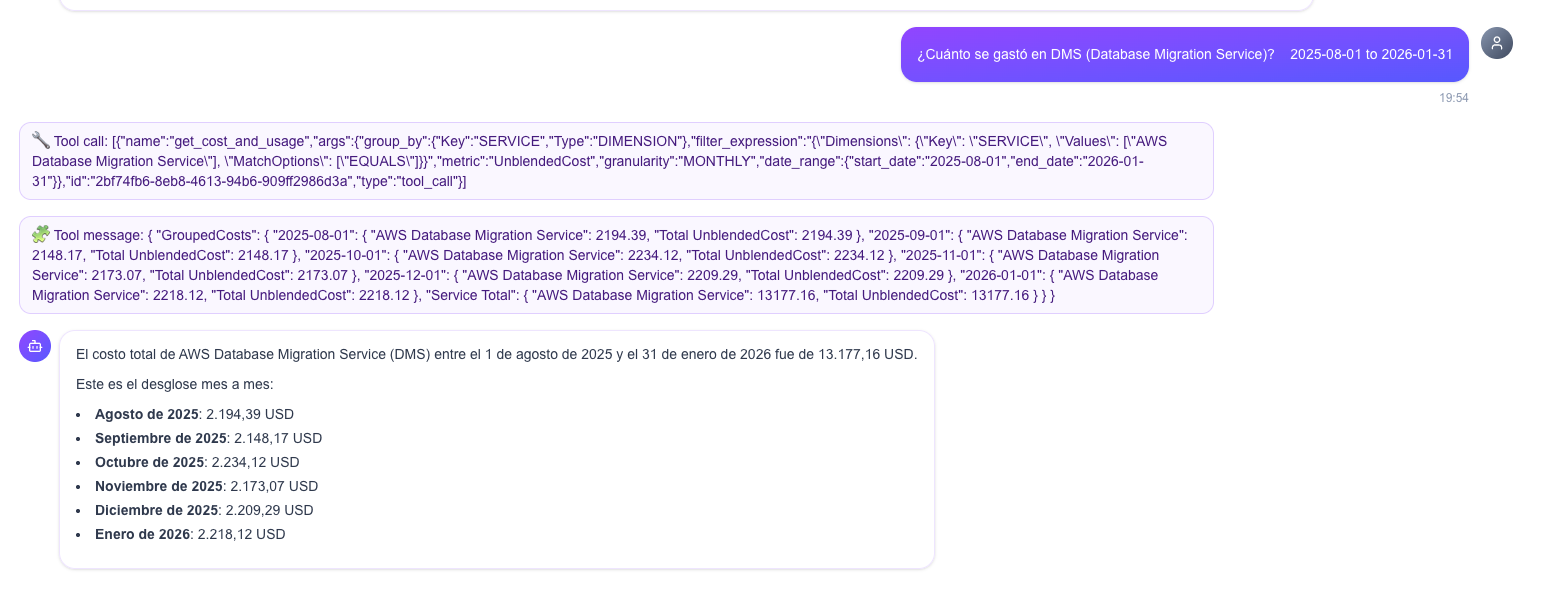 ¿Cuánto se gastó en DMS (Database Migration Service)?    2025-08-01 to 2026-01-31
19:54
Tool call: [{"name":"get_cost_and_usage","args":{"group_by":{"Key":"SERVICE","Type":"DIMENSION"},"filter_expression":"{\"Dimensions\": {\"Key\": \"SERVICE\", \"Values\": [\"AWS
Database Migration Service\"], \"MatchOptions\": [\"EQUALS\"]}}","metric":"UnblendedCost","granularity":"MONTHLY","date_range":{"start_date":"2025-08-01","end_date":"2026-01-
31"}},"id":"2bf74fb6-8eb8-4613-94b6-909ff2986d3a","type":"tool_call"}]
Tool message: { "GroupedCosts": { "2025-08-01": { "AWS Database Migration Service": 2194.39, "Total UnblendedCost": 2194.39 }, "2025-09-01": { "AWS Database Migration Service":
2148.17, "Total UnblendedCost": 2148.17 }, "2025-10-01": { "AWS Database Migration Service": 2234.12, "Total UnblendedCost": 2234.12 }, "2025-11-01": { "AWS Database Migration
Service": 2173.07, "Total UnblendedCost": 2173.07 }, "2025-12-01": { "AWS Database Migration Service": 2209.29, "Total UnblendedCost": 2209.29 }, "2026-01-01": { "AWS Database
Migration Service": 2218.12, "Total UnblendedCost": 2218.12 }, "Service Total": { "AWS Database Migration Service": 13177.16, "Total UnblendedCost": 13177.16 } } }
El costo total de AWS Database Migration Service (DMS) entre el 1 de agosto de 2025 y el 31 de enero de 2026 fue de 13.177,16 USD.
Este es el desglose mes a mes:
• Agosto de 2025: 2.194,39 USD
• Septiembre de 2025: 2.148,17 USD
• Octubre de 2025: 2.234,12 USD
• Noviembre de 2025: 2.173,07 USD
• Diciembre de 2025: 2.209,29 USD
• Enero de 2026: 2.218,12 USD